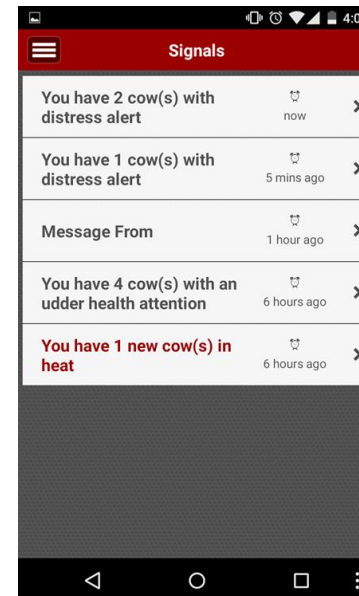 4:0
Signals
You have 2 cow(s) with
distress alert
now
You have 1 cow(s) with
distress alert
5 mins ago
Message From
1 hour ago
You have 4 cow(s) with an
udder health attention
6 hours ago
You have 1 new cow(s) in
heat
6 hours ago